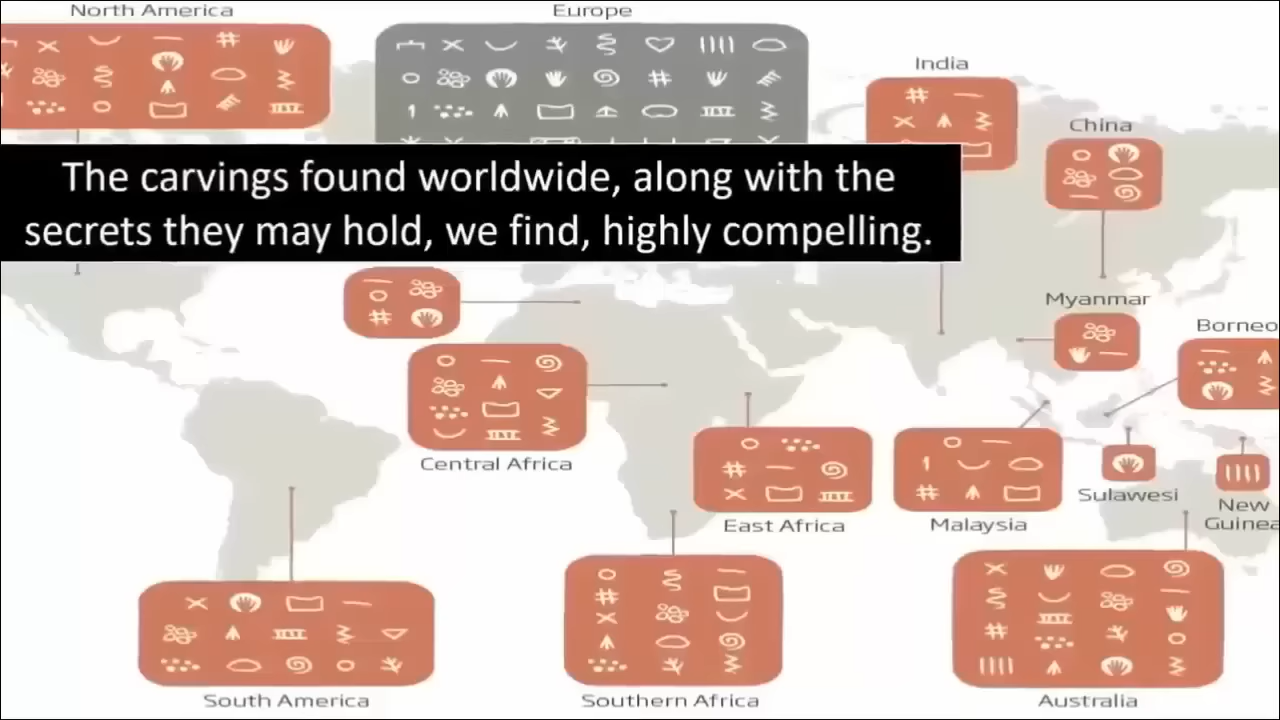 North America
Europe
India
China
The carvings found worldwide, along with the
secrets they may hold, we find, highly compelling.
Myanmar
Borneo
Central Africa
Sulawesi
New
Guinea
East Africa
Malaysia
South America
Southern Africa
Australia